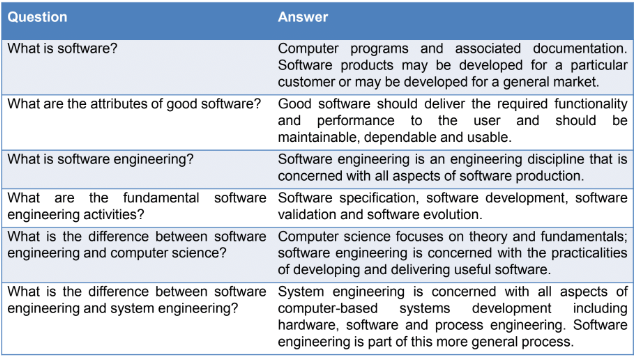 Question Answer
What is software? Computer programs and associated documentation.
Software products may be developed for a particular
customer or may be developed for a general market.
What are the attributes of good software? Good software should deliver the required functionality
and performance to the user and should be
maintainable, dependable and usable.
What is software engineering? Software engineering is an engineering discipline that is
concerned with all aspects of software production.
What are the fundamental software Software specification, software development, software
engineering activities? validation and software evolution.
What is the difference between software Computer science focuses on theory and fundamentals;
engineering and computer science? software engineering is concerned with the practicalities
of developing and delivering useful software.
What is the difference between software System engineering is concerned with all aspects of
engineering and system engineering? computer-based systems development including
hardware, software and process engineering. Software
engineering is part of this more general process.